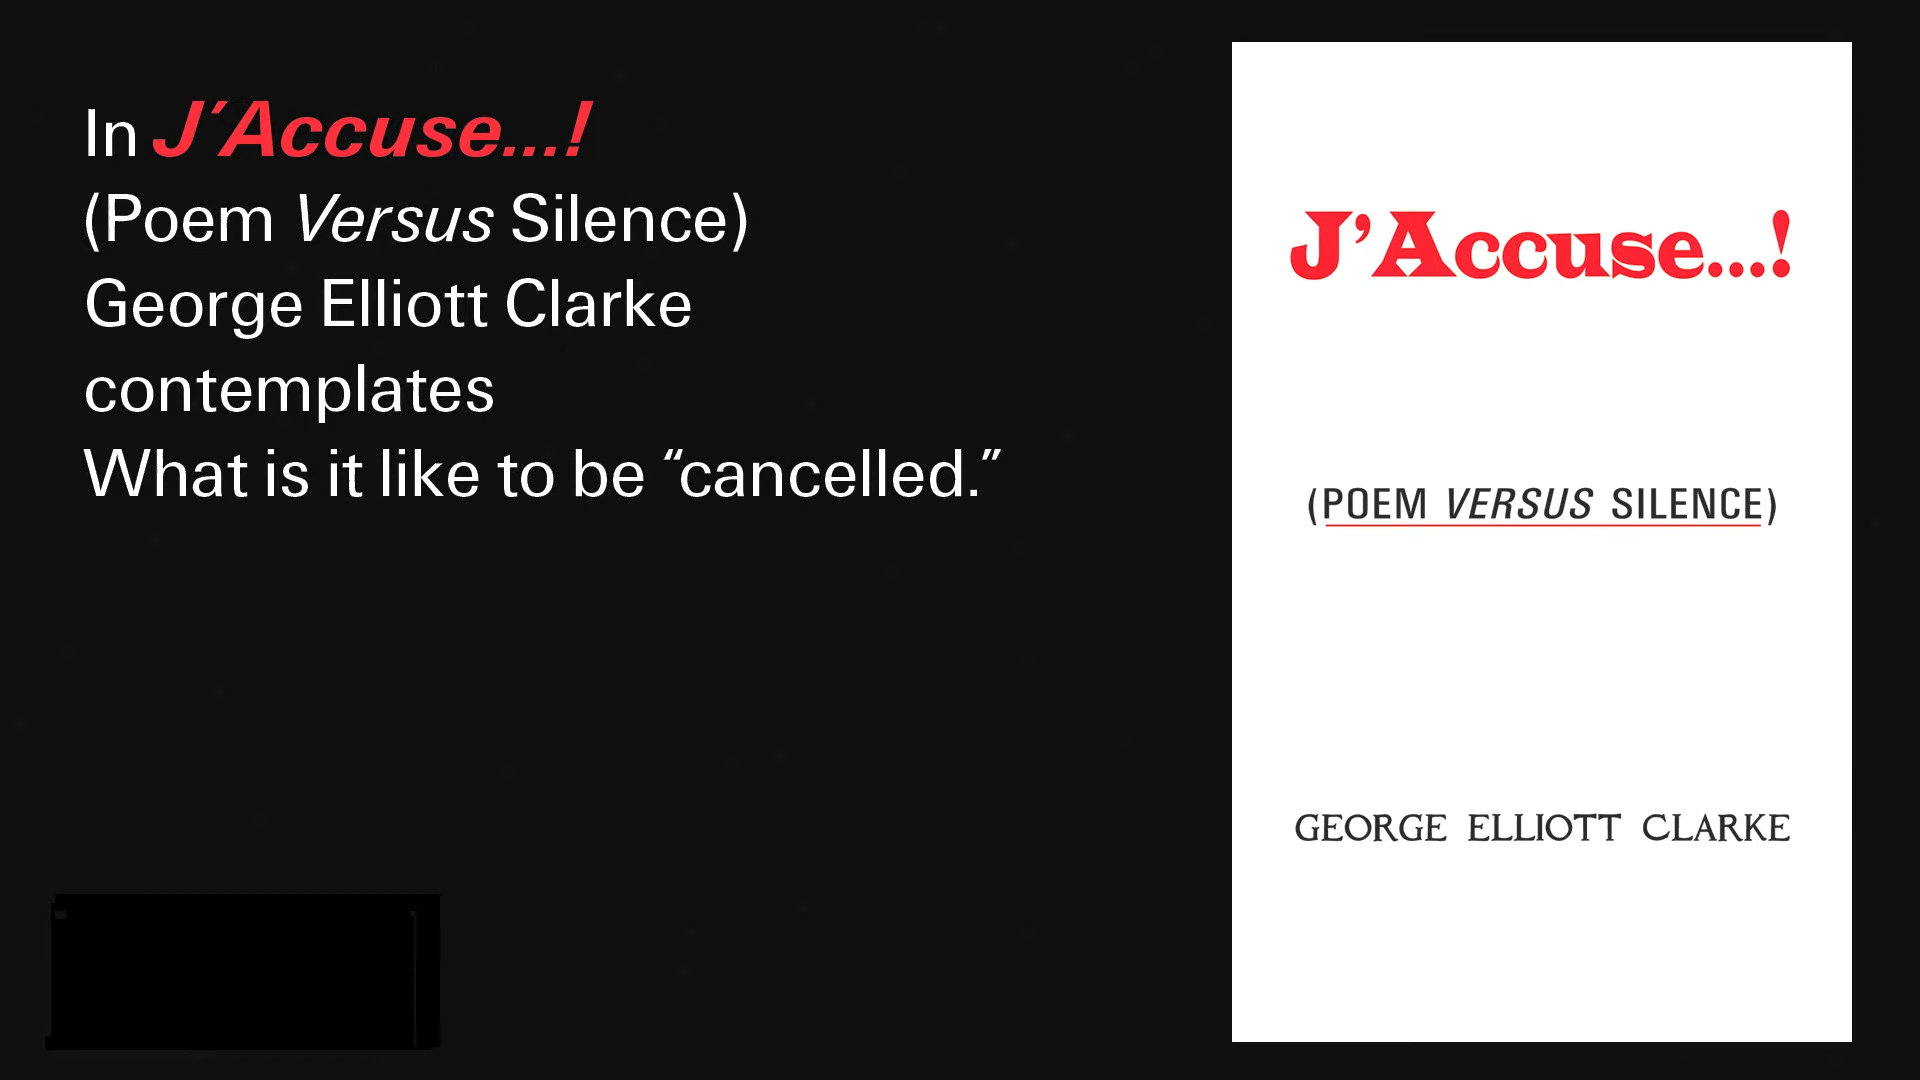 In J´Accuse...!
(Poem Versus Silence)
George Elliott Clarke
contemplates
What is it like to be “cancelled.”
J’Accuse...!
(POEM VERSUS SILENCE)
GEORGE ELLIOTT CLARKE